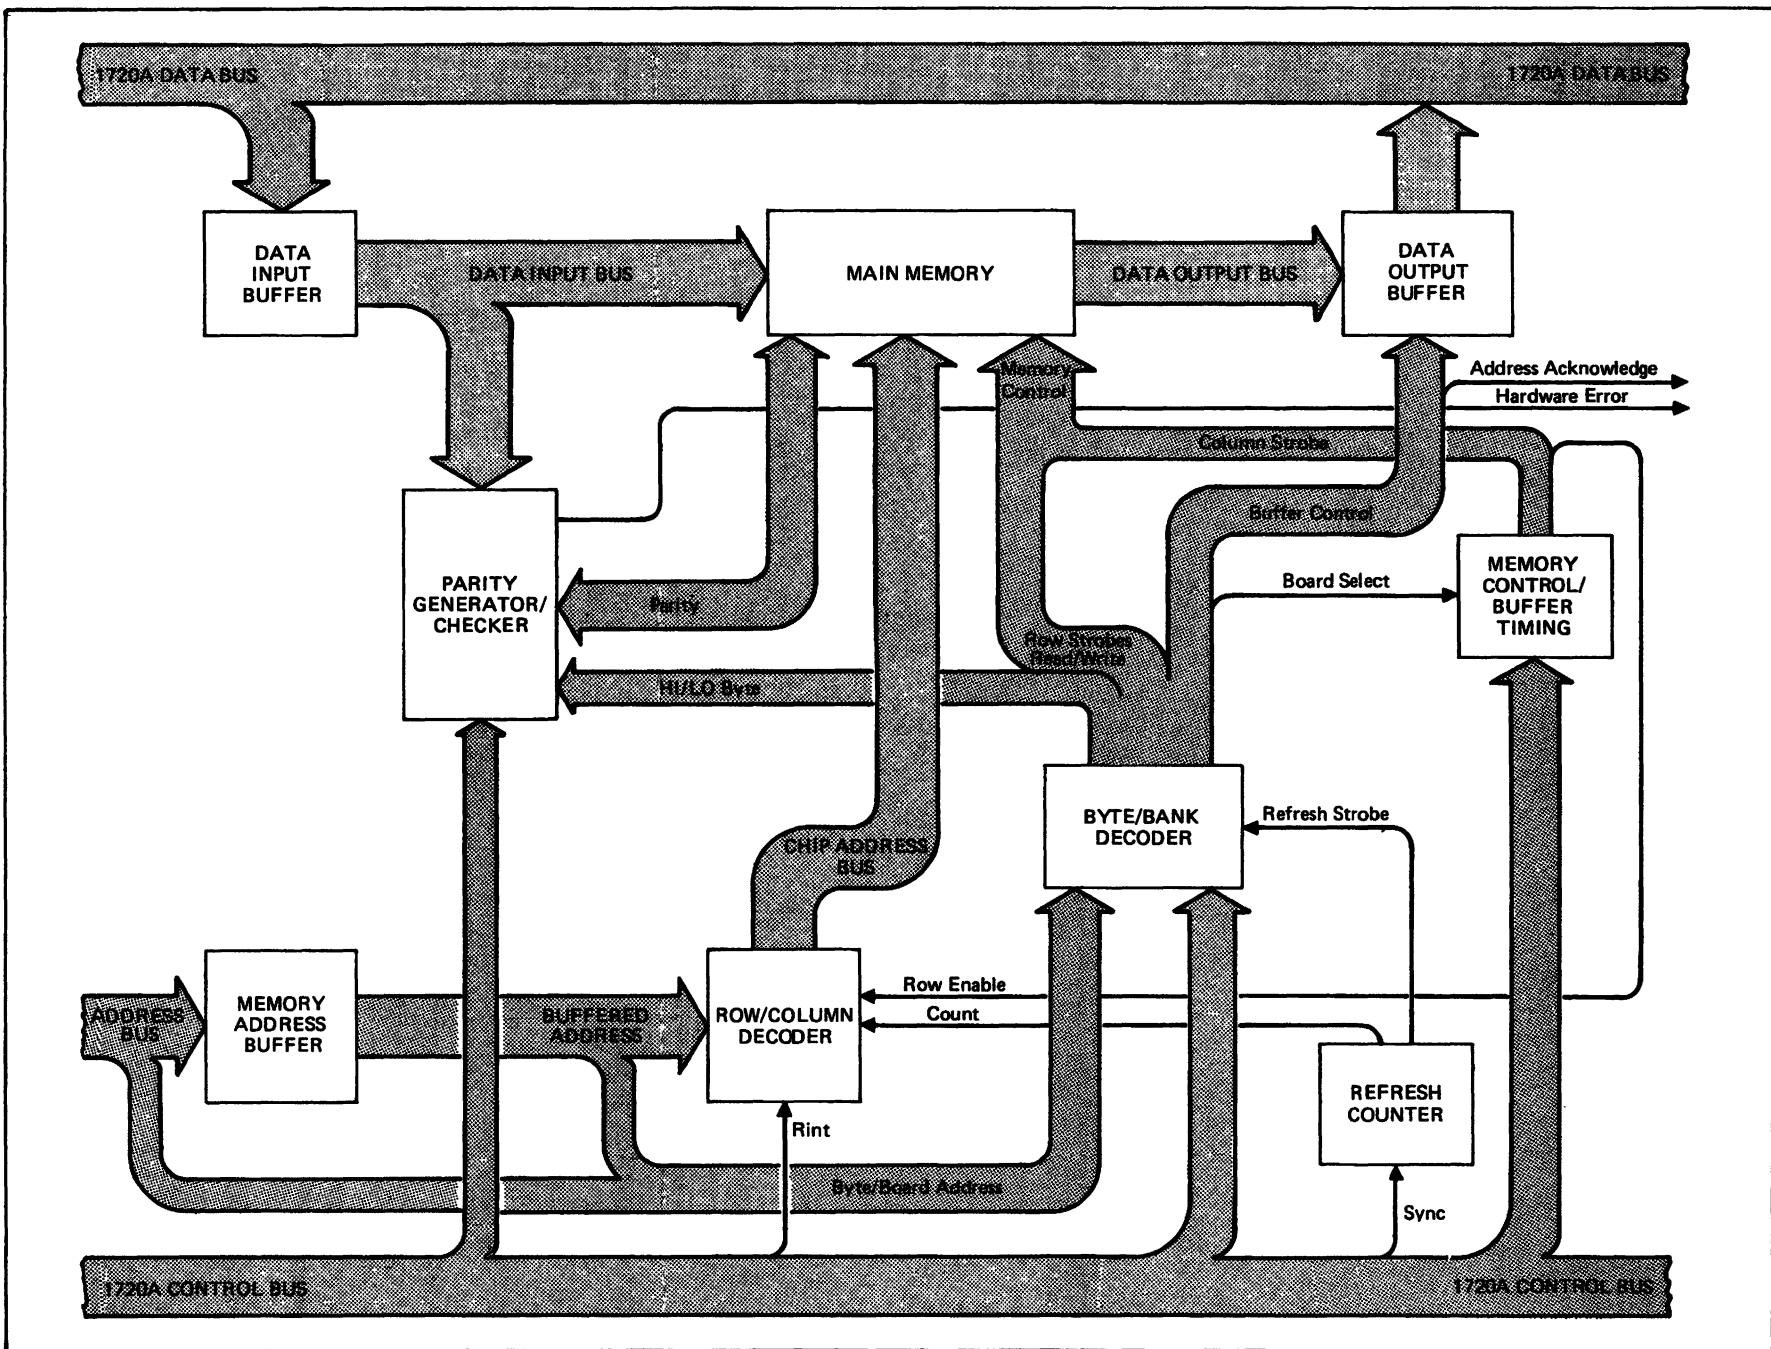 1720A DATA BUS
1720A DATA BUS
DATA
INPUT
BUFFER
DATA INPUT BUS
MAIN MEMORY
DATA OUTPUT BUS
DATA
OUTPUT
BUFFER
Memory
Control
Address Acknowledge
Hardware Error
Column Strobe
Buffer Control
PARITY
GENERATOR/
CHECKER
Parity
Board Select
MEMORY
CONTROL/
BUFFER
TIMING
Row Strobes
Read/Write
HI/LO Byte
BYTE/BANK
DECODER
Refresh Strobe
CHIP ADDRESS
BUS
ADDRESS
BUS
MEMORY
ADDRESS
BUFFER
BUFFERED
ADDRESS
ROW/COLUMN
DECODER
Row Enable
Count
REFRESH
COUNTER
Rint
Byte/Board Address
Sync
1720A CONTROL BUS
1720A CONTROL BUS